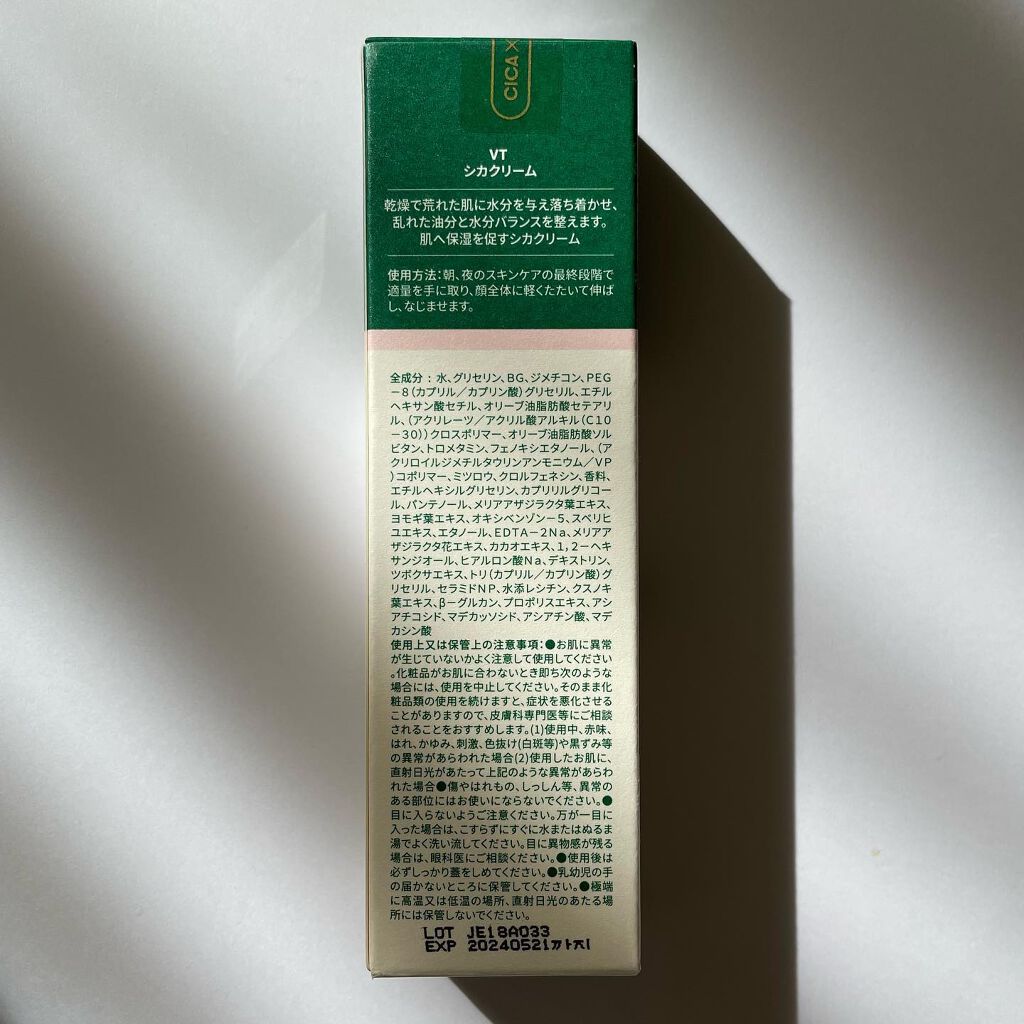 CICA ×
VT
シカクリーム
乾燥で荒れた肌に水分を与え落ち着かせ、
乱れた油分と水分バランスを整えます。
肌へ保湿を促すシカクリーム
使用方法：朝、夜のスキンケアの最終段階で
適量を手に取り、顔全体に軽くたたいて伸ば
し、なじませます。
全成分：水、グリセリン、BG、ジメチコン、PEG
－8（カプリル／カプリン酸）グリセリル、エチル
ヘキサン酸セチル、オリーブ油脂肪酸セテアリ
ル、（アクリレーツ／アクリル酸アルキル（C10
－30））クロスポリマー、オリーブ油脂肪酸ソル
ビタン、トロメタミン、フェノキシエタノール、（ア
クリロイルジメチルタウリンアンモニウム／VP
）コポリマー、ミツロウ、クロルフェネシン、香料、
エチルヘキシルグリセリン、カプリリルグリコー
ル、パンテノール、メリアアザジラクタ葉エキス、
ヨモギ葉エキス、オキシベンゾン－5、スベリヒ
ユエキス、エタノール、EDTA－2Na、メリアア
ザジラクタ花エキス、カカオエキス、1，2－ヘキ
サンジオール、ヒアルロン酸Na、デキストリン、
ツボクサエキス、トリ（カプリル／カプリン酸）グ
リセリル、セラミドNP、水添レシチン、クスノキ
葉エキス、β－グルカン、プロポリスエキス、アシ
アチコシド、マデカッソシド、アシアチン酸、マデ
カシン酸
使用上又は保管上の注意事項：●お肌に異常
が生じていないかよく注意して使用してください
。化粧品がお肌に合わないとき即ち次のような
場合には、使用を中止してください。そのまま化
粧品類の使用を続けますと、症状を悪化させる
ことがありますので、皮膚科専門医等にご相談
されることをおすすめします。(1)使用中、赤味、
はれ、かゆみ、刺激、色抜け(白斑等)や黒ずみ等
の異常があらわれた場合(2)使用したお肌に、
直射日光があたって上記のような異常があらわ
れた場合●傷やはれもの、しっしん等、異常の
ある部位にはお使いにならないでください。●
目に入らないようご注意ください。万が一目に
入った場合は、こすらずにすぐに水またはぬるま
湯でよく洗い流してください。目に異物感が残る
場合は、眼科医にご相談ください。●使用後は
必ずしっかり蓋をしめてください。●乳幼児の手
の届かないところに保管してください。●極端
に高温又は低温の場所、直射日光のあたる場
所には保管しないでください。
LOT JE18A033
EXP 20240521까지